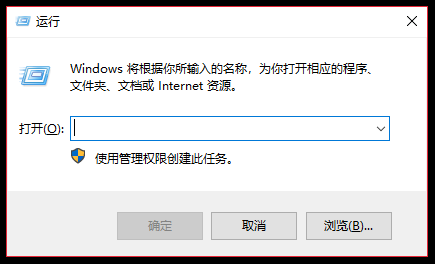 运行
Windows 将根据你所输入的名称，为你打开相应的程序、
文件夹、文档或 Internet 资源。
打开(O):
使用管理权限创建此任务。
确定 取消 浏览(B)...